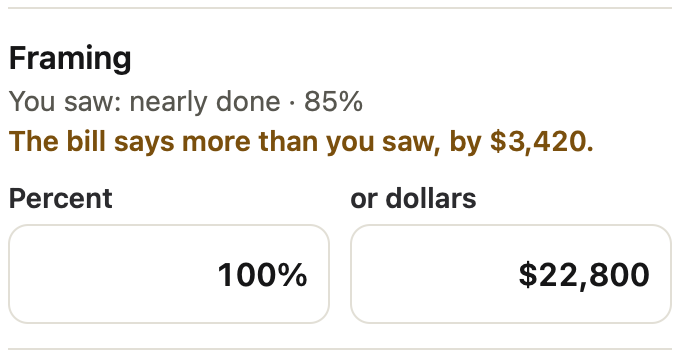 Framing
You saw: nearly done · 85%
The bill says more than you saw, by $3,420.
Percent or dollars
100% $22,800